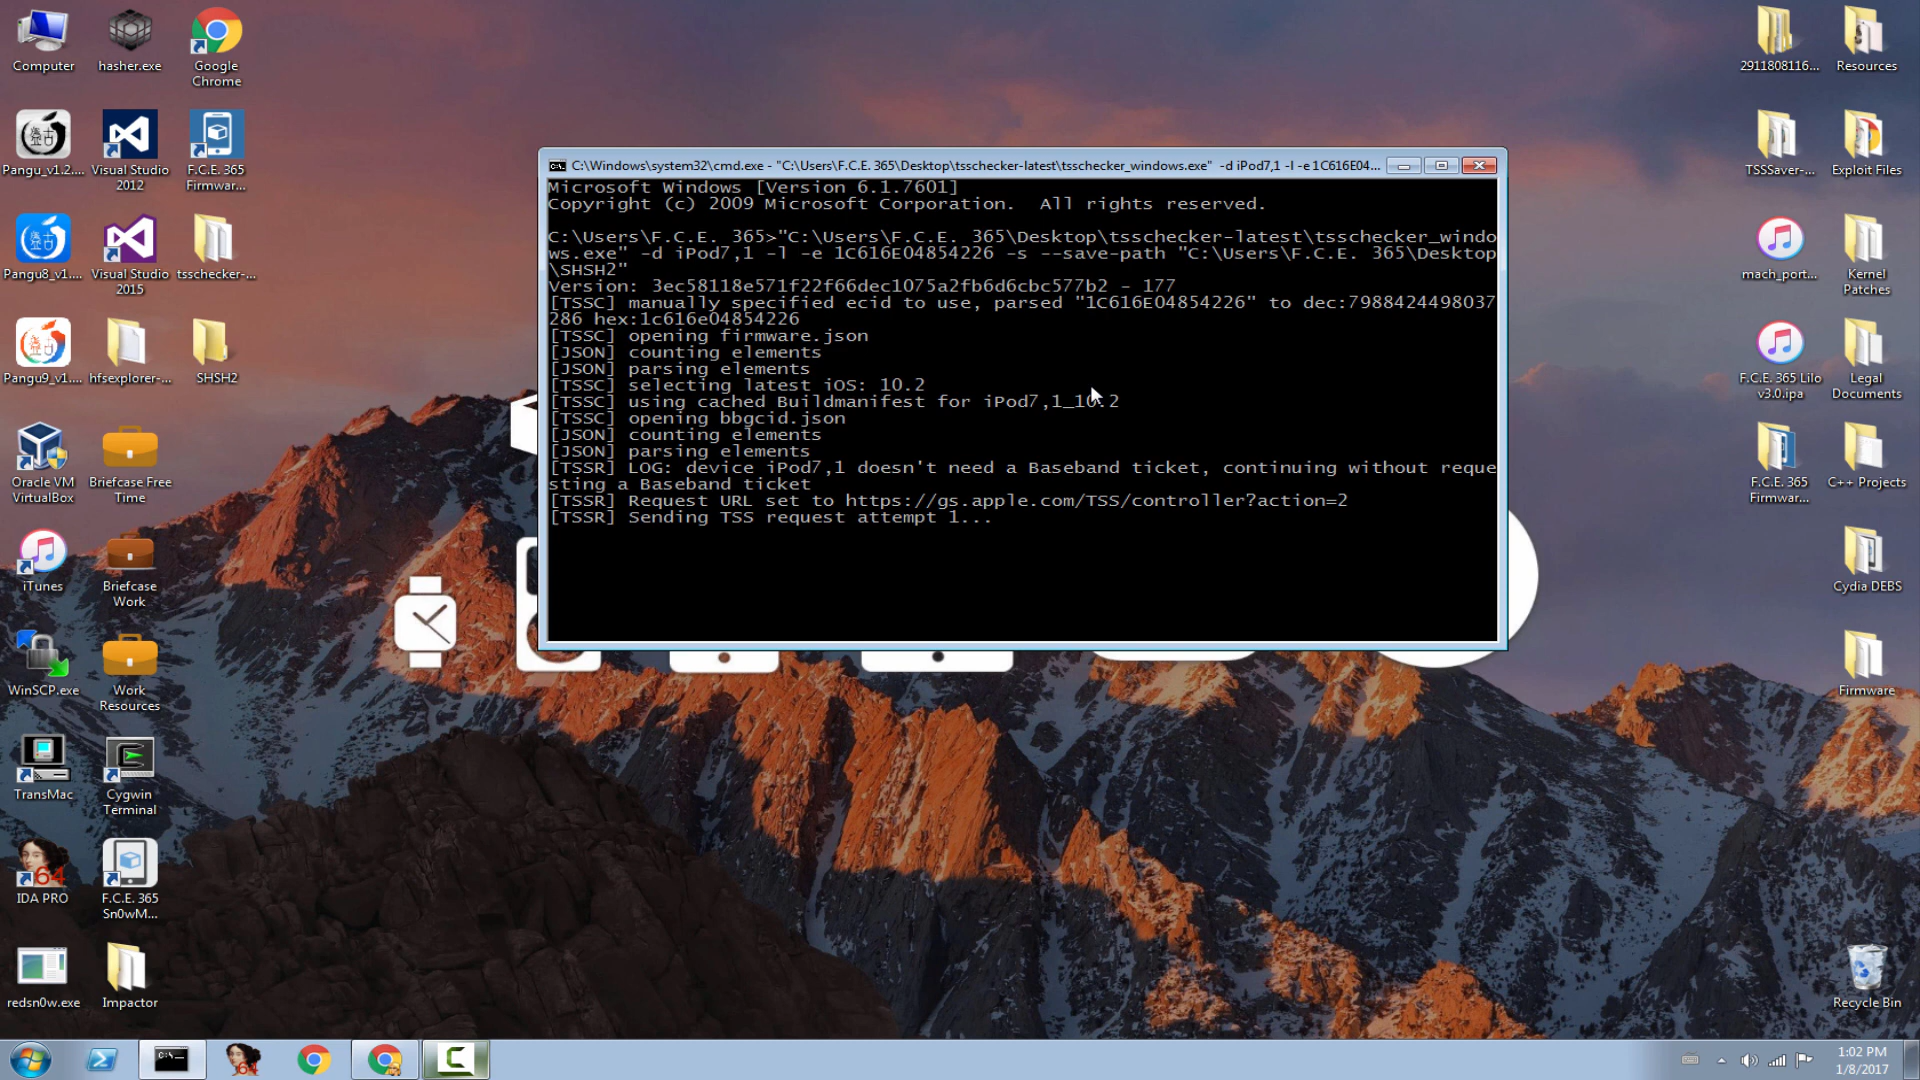 Computer
hasher.exe
Google
Chrome
Pangu_v1.2....
Visual Studio
2012
F.C.E. 365
Firmwar...
Pangu8_v1....
Visual Studio
2015
tsschecker-...
Pangu9_v1....
hfsexplorer-...
SHSH2
Oracle VM
VirtualBox
Briefcase Free
Time
iTunes
Briefcase
Work
WinSCP.exe
Work
Resources
TransMac
Cygwin
Terminal
64
IDA PRO
F.C.E. 365
Sn0wM...
redsn0w.exe
Impactor
C:\Windows\system32\cmd.exe - "C:\Users\F.C.E. 365\Desktop\tsschecker-latest\tsschecker_windows.exe" -d iPod7,1 -l -e 1C616E04...
Microsoft Windows [Version 6.1.7601]
Copyright (c) 2009 Microsoft Corporation.  All rights reserved.
C:\Users\F.C.E. 365>"C:\Users\F.C.E. 365\Desktop\tsschecker-latest\tsschecker_windo
ws.exe" -d iPod7,1 -l -e 1C616E04854226 -s --save-path "C:\Users\F.C.E. 365\Desktop
\SHSH2"
Version: 3ec58118e571f22f66dec1075a2fb6d6cbc577b2 - 177
[TSSC] manually specified ecid to use, parsed "1C616E04854226" to dec:7988424498037
286 hex:1c616e04854226
[TSSC] opening firmware.json
[JSON] counting elements
[JSON] parsing elements
[TSSC] selecting latest iOS: 10.2
[TSSC] using cached Buildmanifest for iPod7,1_10.2
[TSSC] opening bbgcid.json
[JSON] counting elements
[JSON] parsing elements
[TSSR] LOG: device iPod7,1 doesn't need a Baseband ticket, continuing without reque
sting a Baseband ticket
[TSSR] Request URL set to https://gs.apple.com/TSS/controller?action=2
[TSSR] Sending TSS request attempt 1...
2911808116...
Resources
TSSSaver-...
Exploit Files
mach_port...
Kernel
Patches
F.C.E. 365 Lilo
v3.0.ipa
Legal
Documents
F.C.E. 365
Firmwar...
C++ Projects
Cydia DEBS
Firmware
Recycle Bin
C:\_
64
1:02 PM
1/8/2017